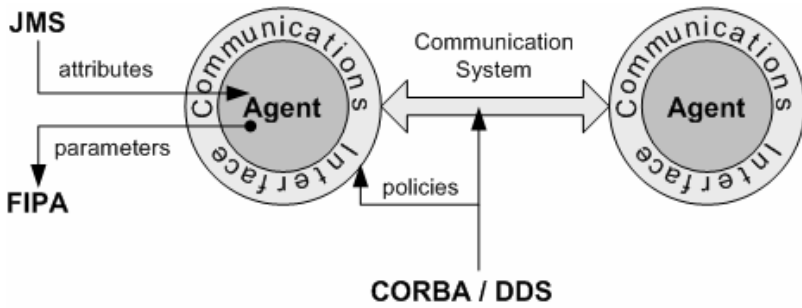 JMS
attributes
parameters
FIPA
Communications
Interface
Agent
Communication
System
policies
CORBA / DDS
Communications
Interface
Agent